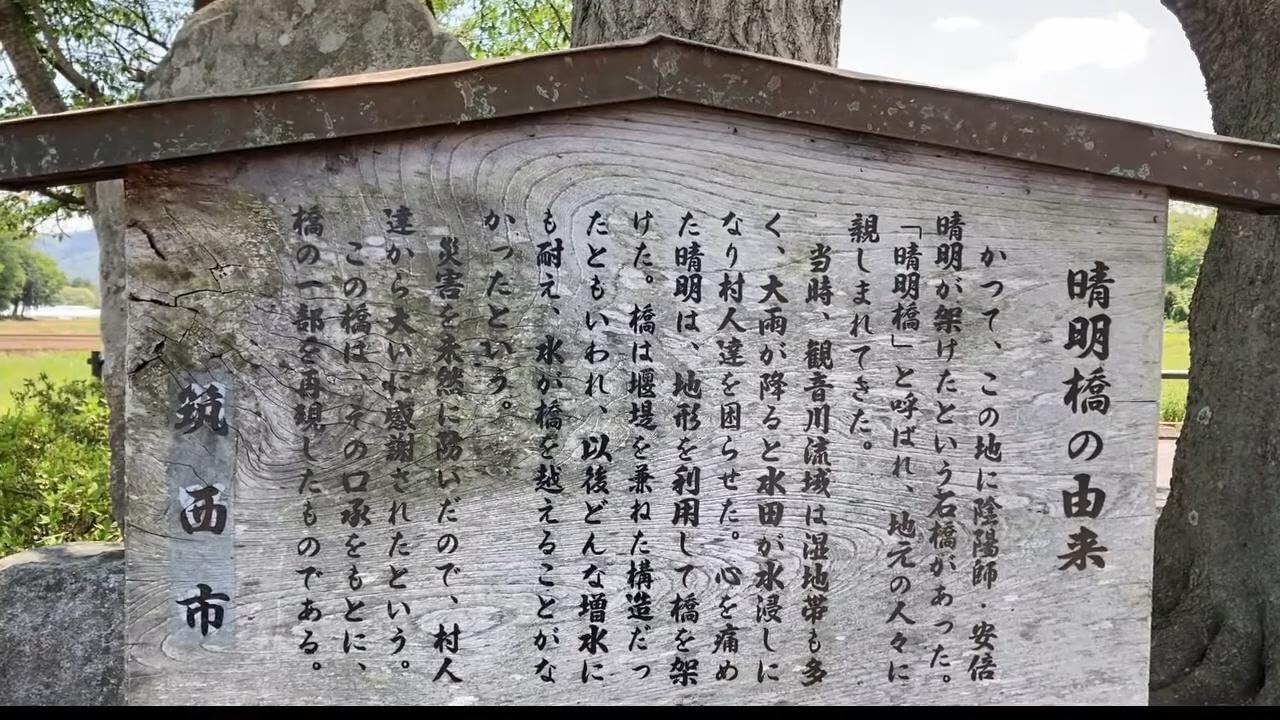 晴明橋の由来
かつて、この地に陰陽師・安倍
晴明が架けたという石橋があった。
「晴明橋」と呼ばれ、地元の人々に
親しまれてきた。
当時、観音川流域は湿地帯も多
く、大雨が降ると水田が水浸しに
なり村人達を困らせた。心を痛め
た晴明は、地形を利用して橋を架
けた。橋は堰堤を兼ねた構造だっ
たともいわれ、以後どんな増水に
も耐え、水が橋を越えることがな
かったという。
災害を未然に防いだので、村人
達から大いに感謝されたという。
この橋は、その口承をもとに、
橋の一部を再現したものである。
筑西市